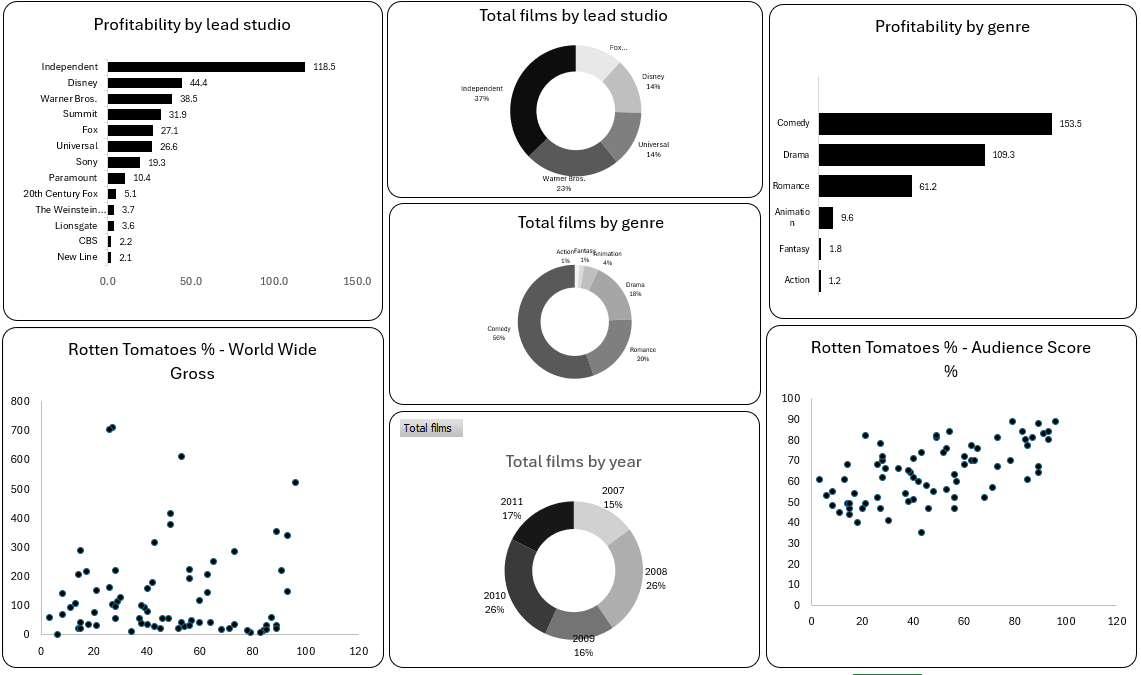 Profitability by lead studio
Independent 118.5
Disney 44.4
Warner Bros. 38.5
Summit 31.9
Fox 27.1
Universal 26.6
Sony 19.3
Paramount 10.4
20th Century Fox 5.1
The Weinstein... 3.7
Lionsgate 3.6
CBS 2.2
New Line 2.1
0.0 50.0 100.0 150.0
Total films by lead studio
Fox...
Disney
14%
Independent
37%
Universal
14%
Warner Bros.
23%
Profitability by genre
Comedy 153.5
Drama 109.3
Romance 61.2
Animatio
n
9.6
Fantasy 1.8
Action 1.2
Total films by genre
Action
1%
Fantasy
1%
Animation
4%
Drama
18%
Comedy
56%
Romance
20%
Rotten Tomatoes % - World Wide
Gross
800
700
600
500
400
300
200
100
0
0 20 40 60 80 100 120
Total films
Total films by year
2011
17%
2007
15%
2008
26%
2010
26%
2009
16%
Rotten Tomatoes % - Audience Score
%
100
90
80
70
60
50
40
30
20
10
0
0 20 40 60 80 100 120